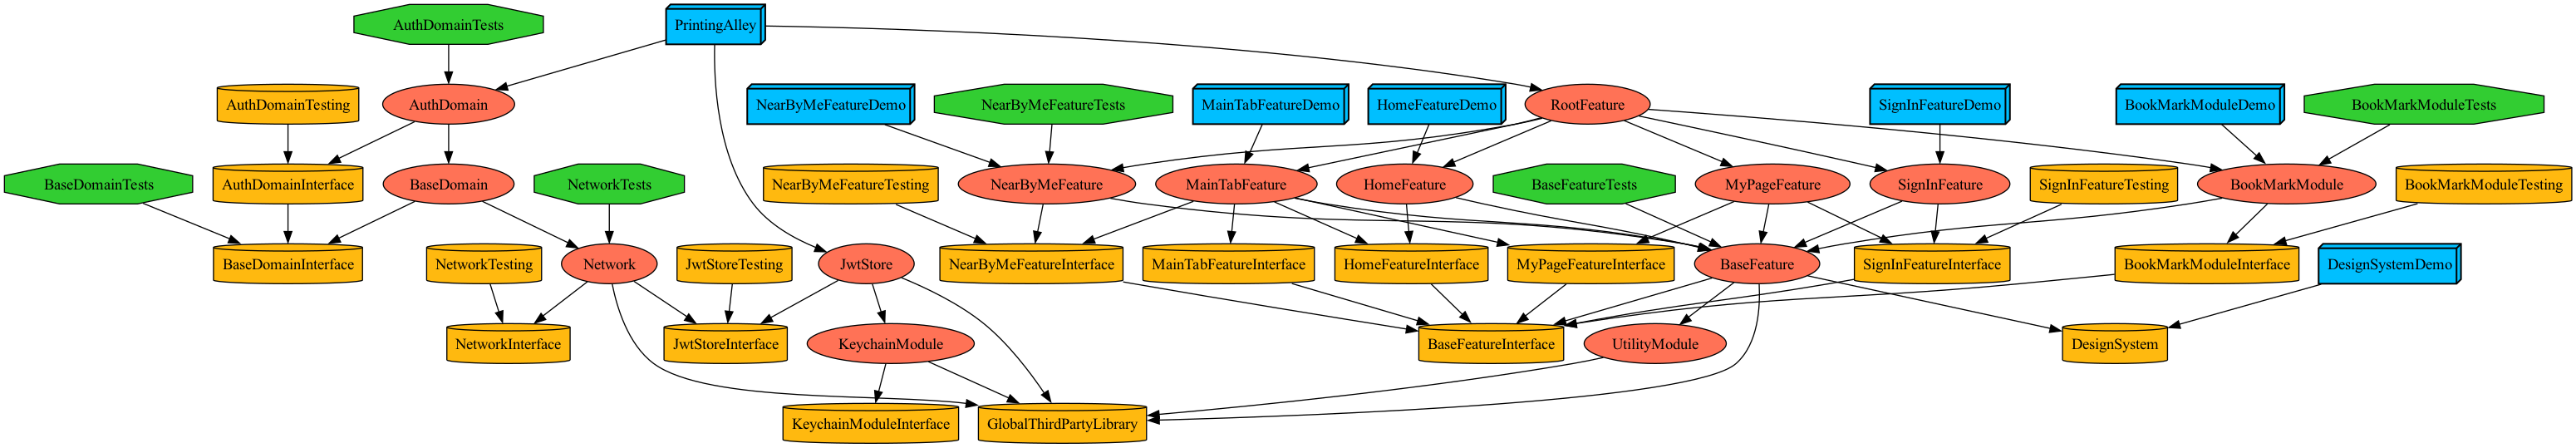 AuthDomainTests
PrintingAlley
AuthDomainTesting
AuthDomain
NearByMeFeatureDemo
NearByMeFeatureTests
MainTabFeatureDemo
HomeFeatureDemo
RootFeature
SignInFeatureDemo
BookMarkModuleDemo
BookMarkModuleTests
BaseDomainTests
AuthDomainInterface
BaseDomain
NetworkTests
NearByMeFeatureTesting
NearByMeFeature
MainTabFeature
HomeFeature
BaseFeatureTests
MyPageFeature
SignInFeature
SignInFeatureTesting
BookMarkModule
BookMarkModuleTesting
BaseDomainInterface
NetworkTesting
Network
JwtStoreTesting
JwtStore
NearByMeFeatureInterface
MainTabFeatureInterface
HomeFeatureInterface
MyPageFeatureInterface
BaseFeature
SignInFeatureInterface
BookMarkModuleInterface
DesignSystemDemo
NetworkInterface
JwtStoreInterface
KeychainModule
BaseFeatureInterface
UtilityModule
DesignSystem
KeychainModuleInterface
GlobalThirdPartyLibrary